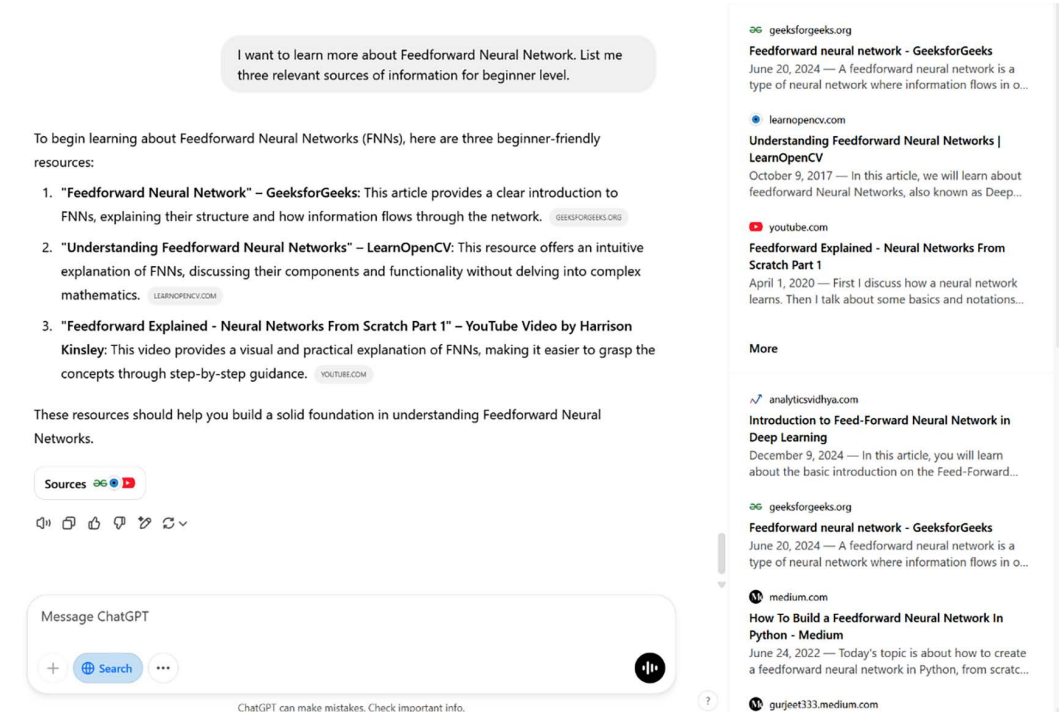 I want to learn more about Feedforward Neural Network. List me
three relevant sources of information for beginner level.
To begin learning about Feedforward Neural Networks (FNNs), here are three beginner-friendly
resources:
1. "Feedforward Neural Network" – GeeksforGeeks: This article provides a clear introduction to
FNNs, explaining their structure and how information flows through the network. GEEKSFORGEEKS.ORG
2. "Understanding Feedforward Neural Networks" – LearnOpenCV: This resource offers an intuitive
explanation of FNNs, discussing their components and functionality without delving into complex
mathematics. LEARNOPENCV.COM
3. "Feedforward Explained - Neural Networks From Scratch Part 1" – YouTube Video by Harrison
Kinsley: This video provides a visual and practical explanation of FNNs, making it easier to grasp the
concepts through step-by-step guidance. YOUTUBE.COM
These resources should help you build a solid foundation in understanding Feedforward Neural
Networks.
Sources
Message ChatGPT
Search
ChatGPT can make mistakes. Check important info.
?
geeksforgeeks.org
Feedforward neural network - GeeksforGeeks
June 20, 2024 — A feedforward neural network is a
type of neural network where information flows in o...
learnopencv.com
Understanding Feedforward Neural Networks |
LearnOpenCV
October 9, 2017 — In this article, we will learn about
feedforward Neural Networks, also known as Deep...
youtube.com
Feedforward Explained - Neural Networks From
Scratch Part 1
April 1, 2020 — First I discuss how a neural network
learns. Then I talk about some basics and notations...
More
analyticsvidhya.com
Introduction to Feed-Forward Neural Network in
Deep Learning
December 9, 2024 — In this article, you will learn
about the basic introduction on the Feed-Forward...
geeksforgeeks.org
Feedforward neural network - GeeksforGeeks
June 20, 2024 — A feedforward neural network is a
type of neural network where information flows in o...
medium.com
How To Build a Feedforward Neural Network In
Python - Medium
June 24, 2022 — Today's topic is about how to create
a feedforward neural network in Python, from scratc...
gurjeet333.medium.com